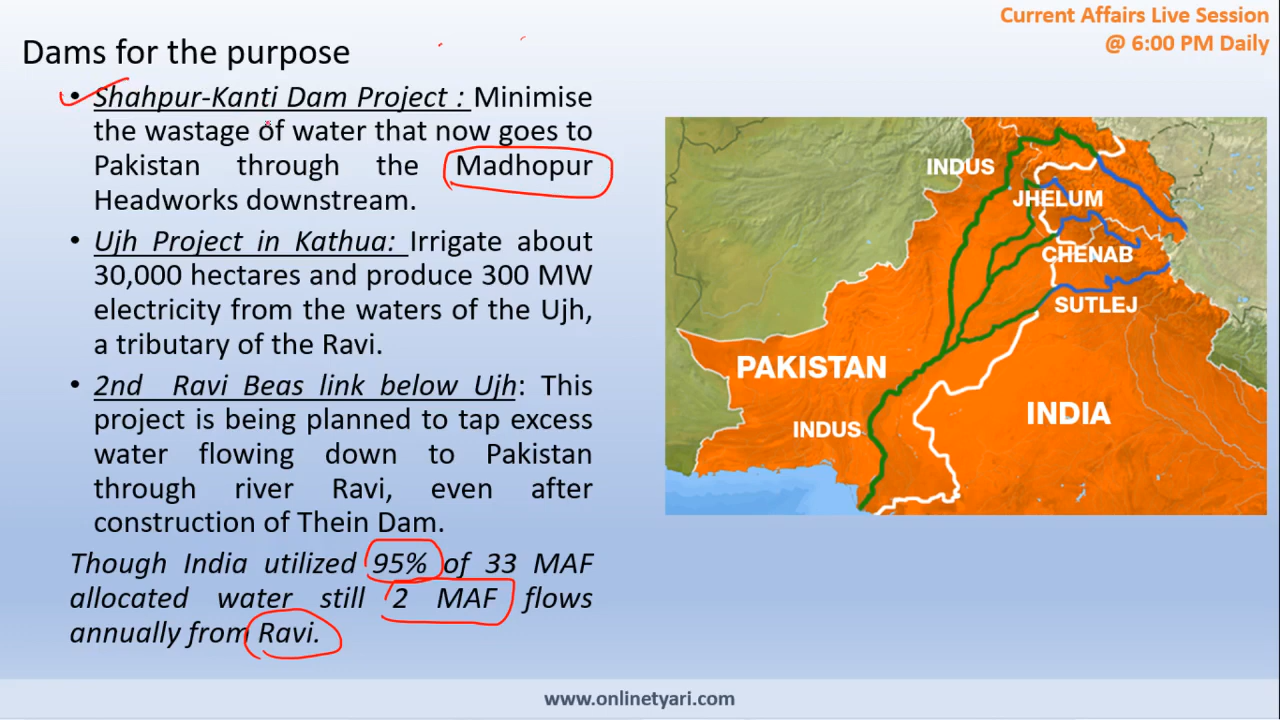 Current Affairs Live Session
@ 6:00 PM Daily
Dams for the purpose
• Shahpur-Kanti Dam Project : Minimise
the wastage of water that now goes to
Pakistan through the Madhopur
Headworks downstream.
• Ujh Project in Kathua: Irrigate about
30,000 hectares and produce 300 MW
electricity from the waters of the Ujh,
a tributary of the Ravi.
• 2nd Ravi Beas link below Ujh: This
project is being planned to tap excess
water flowing down to Pakistan
through river Ravi, even after
construction of Thein Dam.
Though India utilized 95% of 33 MAF
allocated water still 2 MAF flows
annually from Ravi.
INDUS
JHELUM
CHENAB
SUTLEJ
PAKISTAN
INDIA
INDUS
www.onlinetyari.com